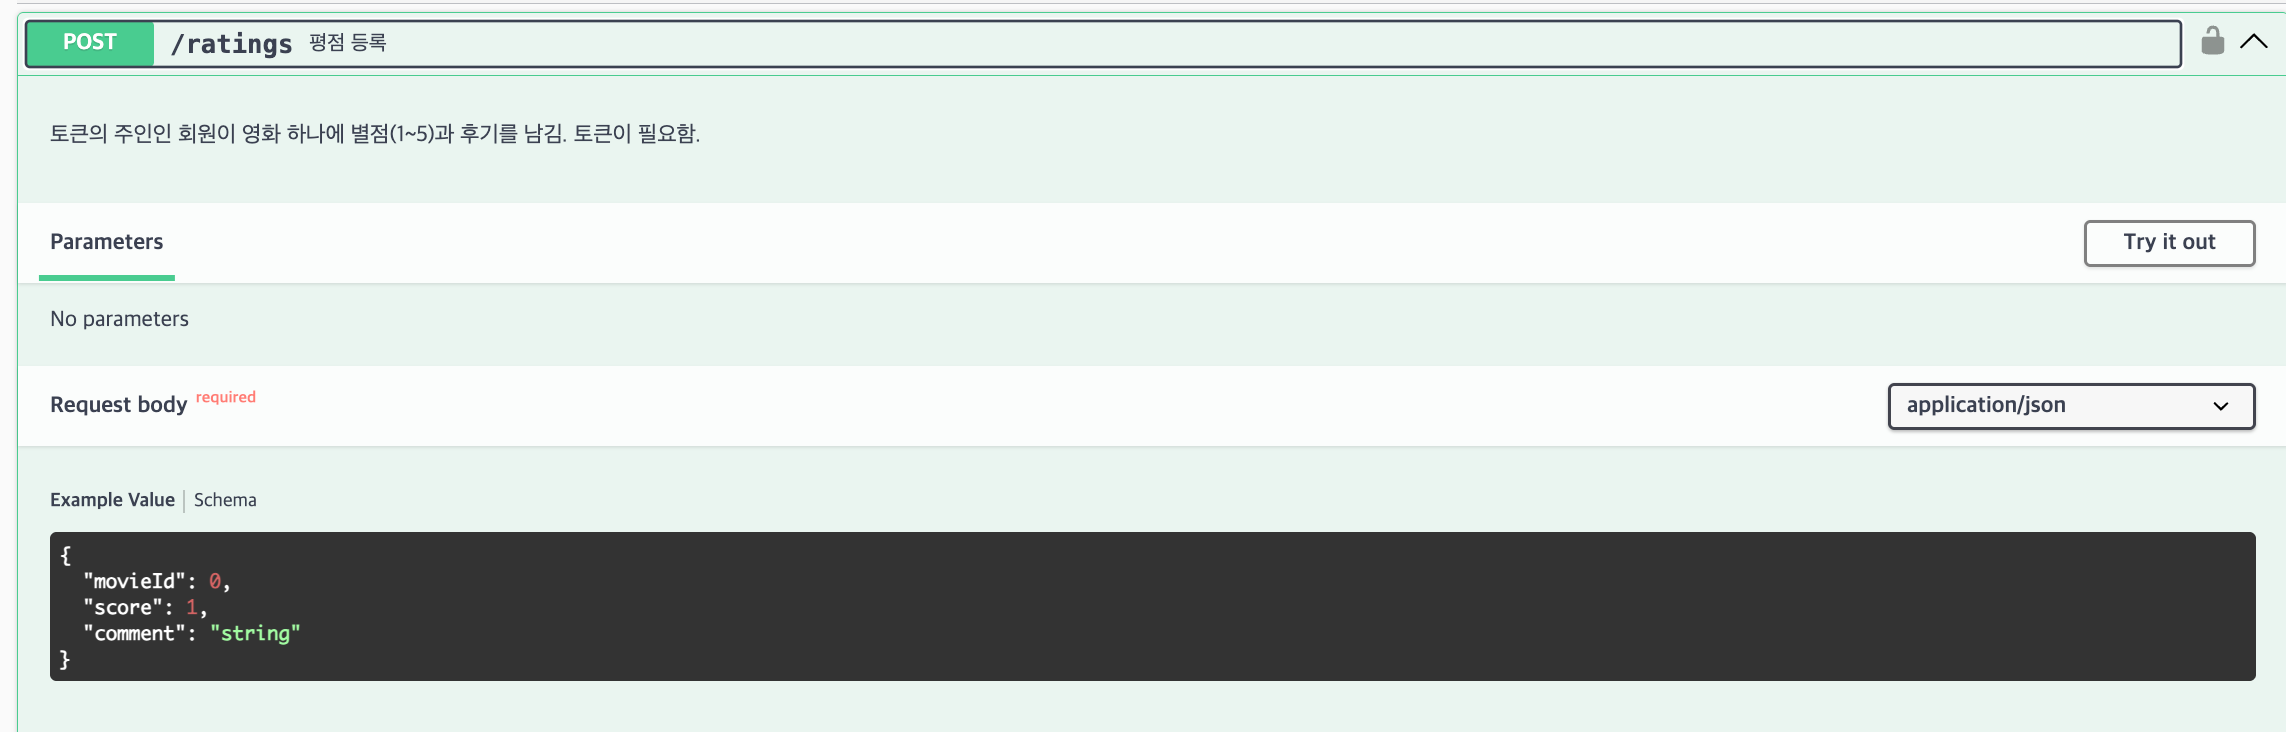 POST /ratings 평점 등록
토큰의 주인인 회원이 영화 하나에 별점(1~5)과 후기를 남김. 토큰이 필요함.
Parameters Try it out
No parameters
Request body required application/json
Example Value Schema
{
"movieId": 0,
"score": 1,
"comment": "string"
}